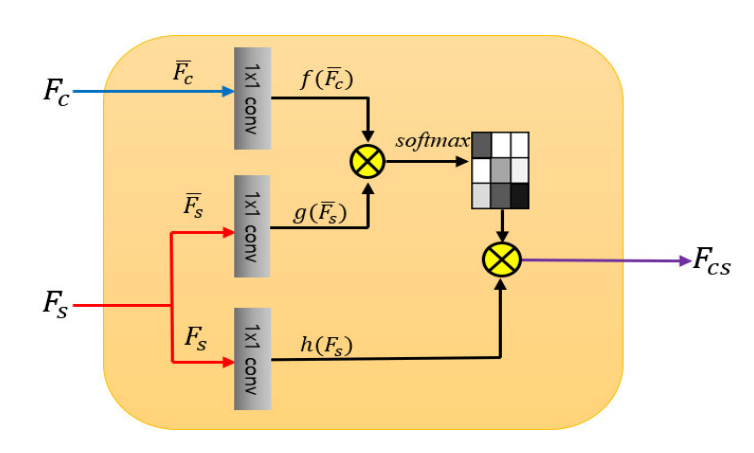 F_c
F̅_c
1x1 conv
f(F̅_c)
softmax
F̅_s
1x1 conv
g(F̅_s)
F_cs
F_s
F_s
1x1 conv
h(F_s)